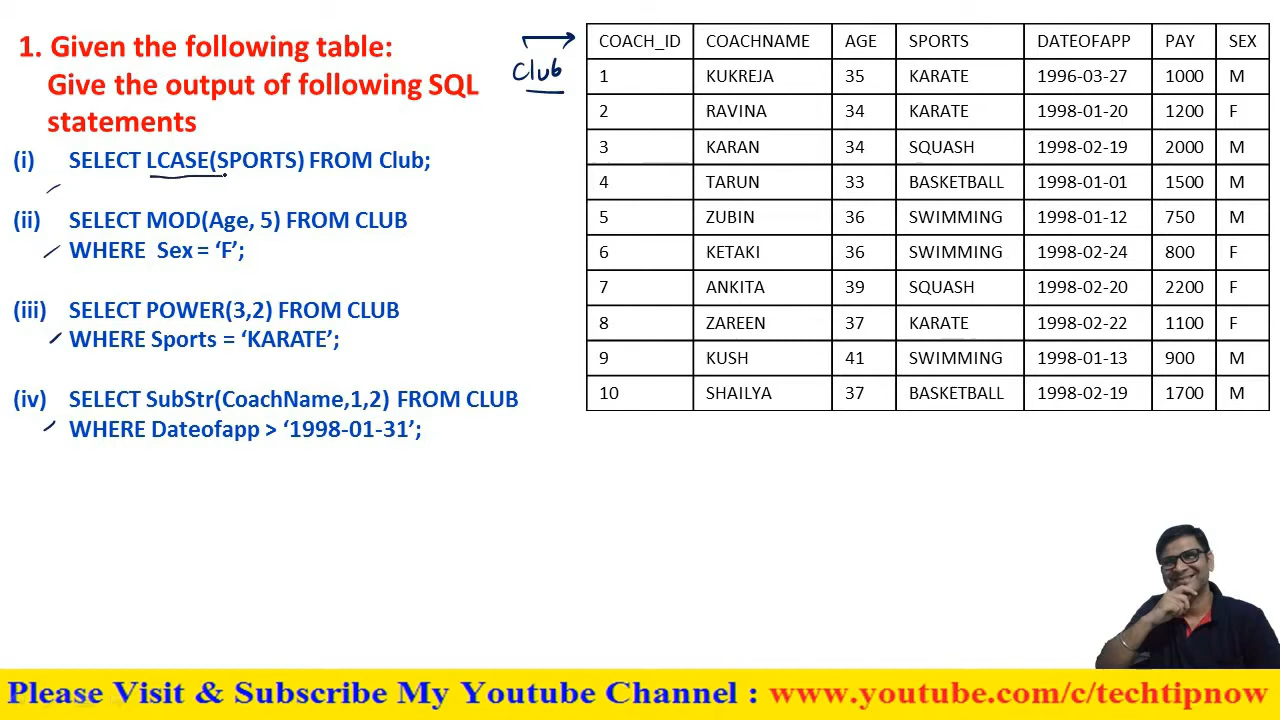 1. Given the following table:
Give the output of following SQL
statements
(i) SELECT LCASE(SPORTS) FROM Club;
(ii) SELECT MOD(Age, 5) FROM CLUB
WHERE Sex = ‘F’;
(iii) SELECT POWER(3,2) FROM CLUB
WHERE Sports = ‘KARATE’;
(iv) SELECT SubStr(CoachName,1,2) FROM CLUB
WHERE Dateofapp > ‘1998-01-31’;
Club
COACH_ID COACHNAME AGE SPORTS DATEOFAPP PAY SEX
1 KUKREJA 35 KARATE 1996-03-27 1000 M
2 RAVINA 34 KARATE 1998-01-20 1200 F
3 KARAN 34 SQUASH 1998-02-19 2000 M
4 TARUN 33 BASKETBALL 1998-01-01 1500 M
5 ZUBIN 36 SWIMMING 1998-01-12 750 M
6 KETAKI 36 SWIMMING 1998-02-24 800 F
7 ANKITA 39 SQUASH 1998-02-20 2200 F
8 ZAREEN 37 KARATE 1998-02-22 1100 F
9 KUSH 41 SWIMMING 1998-01-13 900 M
10 SHAILYA 37 BASKETBALL 1998-02-19 1700 M
Please Visit & Subscribe My Youtube Channel : www.youtube.com/c/techtipnow